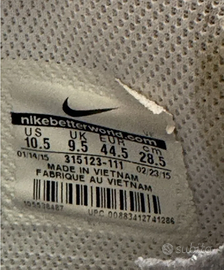 nikebetterworld.com
US UK EUR cm
10.5 9.5 44.5 28.5
01/14/15 315123-111 02/23/15
MADE IN VIETNAM
FABRIQUE AU VIETNAM
UPC 00883412741286
subito